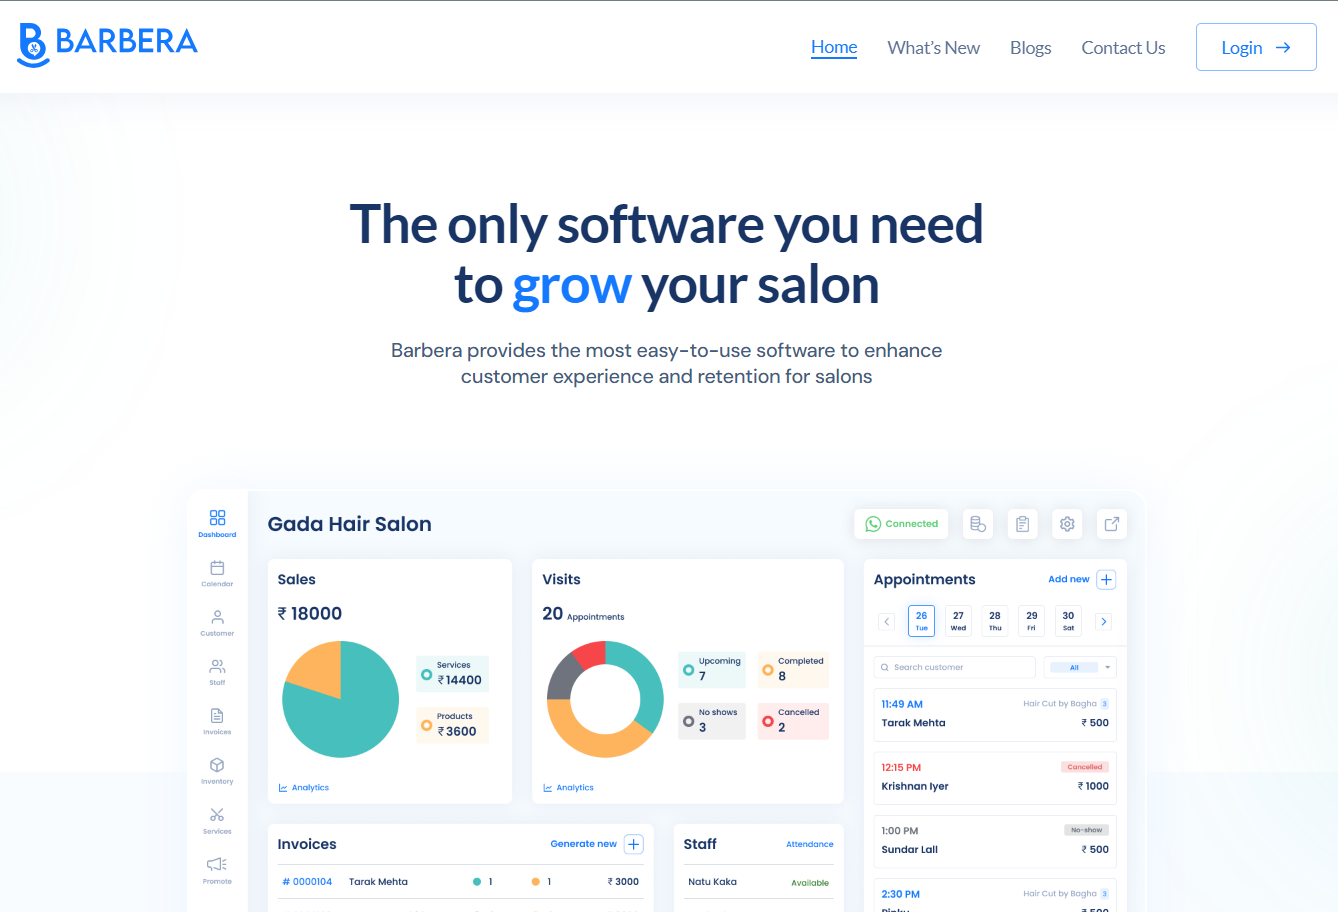 BARBERA
Home
What's New
Blogs
Contact Us
Login
The only software you need
to grow your salon
Barbera provides the most easy-to-use software to enhance
customer experience and retention for salons
Dashboard
Calendar
Customer
Staff
Invoices
Inventory
Services
Promote
Gada Hair Salon
Connected
Sales
₹ 18000
Services
₹ 14400
Products
₹ 3600
Analytics
Visits
20 Appointments
Upcoming
7
Completed
8
No shows
3
Cancelled
2
Analytics
Appointments
Add new
26
Tue
27
Wed
28
Thu
29
Fri
30
Sat
Search customer
All
11:49 AM Hair Cut by Bagha 3
Tarak Mehta ₹ 500
12:15 PM Cancelled
Krishnan Iyer ₹ 1000
1:00 PM No-show
Sundar Lall ₹ 500
2:30 PM Hair Cut by Bagha 3
Invoices
Generate new
# 0000104 Tarak Mehta 1 1 ₹ 3000
Staff
Attendance
Natu Kaka Available